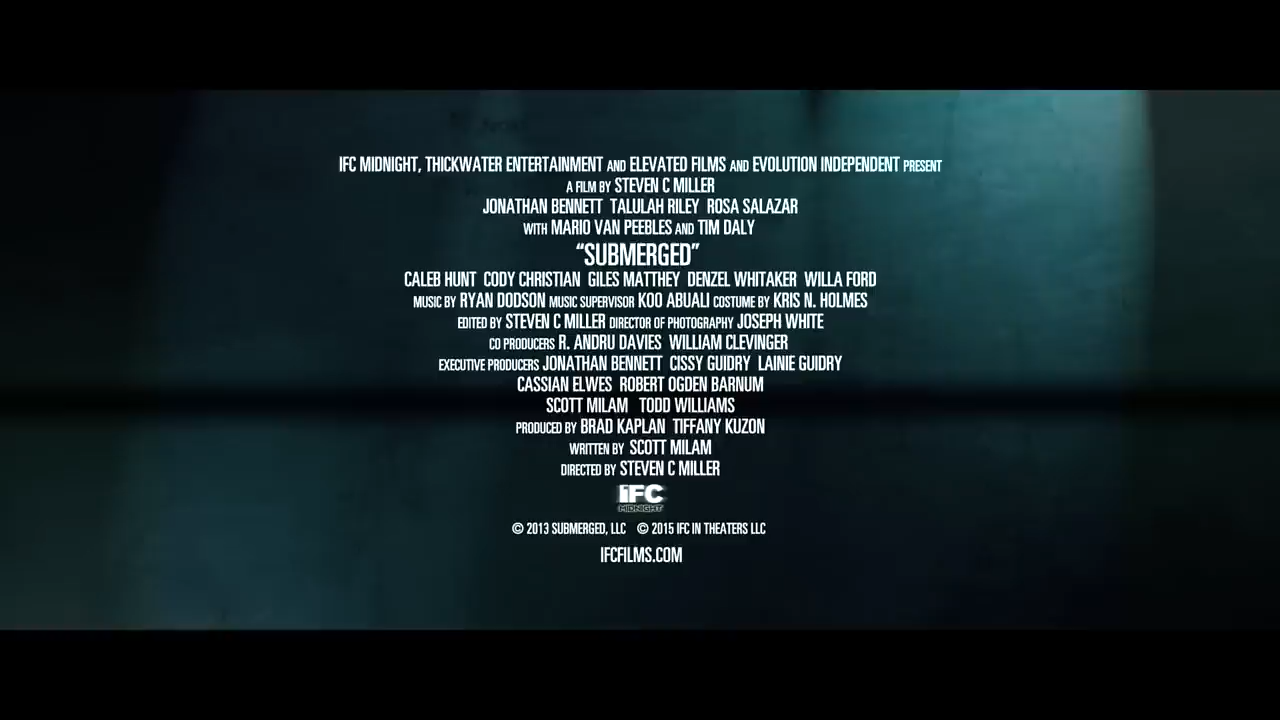 IFC MIDNIGHT, THICKWATER ENTERTAINMENT AND ELEVATED FILMS AND EVOLUTION INDEPENDENT PRESENT
A FILM BY STEVEN C MILLER
JONATHAN BENNETT TALULAH RILEY ROSA SALAZAR
WITH MARIO VAN PEEBLES AND TIM DALY
“SUBMERGED”
CALEB HUNT CODY CHRISTIAN GILES MATTHEY DENZEL WHITAKER WILLA FORD
MUSIC BY RYAN DODSON MUSIC SUPERVISOR KOO ABUALI COSTUME BY KRIS N. HOLMES
EDITED BY STEVEN C MILLER DIRECTOR OF PHOTOGRAPHY JOSEPH WHITE
CO PRODUCERS R. ANDRU DAVIES WILLIAM CLEVINGER
EXECUTIVE PRODUCERS JONATHAN BENNETT CISSY GUIDRY LAINIE GUIDRY
CASSIAN ELWES ROBERT OGDEN BARNUM
SCOTT MILAM TODD WILLIAMS
PRODUCED BY BRAD KAPLAN TIFFANY KUZON
WRITTEN BY SCOTT MILAM
DIRECTED BY STEVEN C MILLER
IFC
MIDNIGHT
© 2013 SUBMERGED, LLC © 2015 IFC IN THEATERS LLC
IFCFILMS.COM